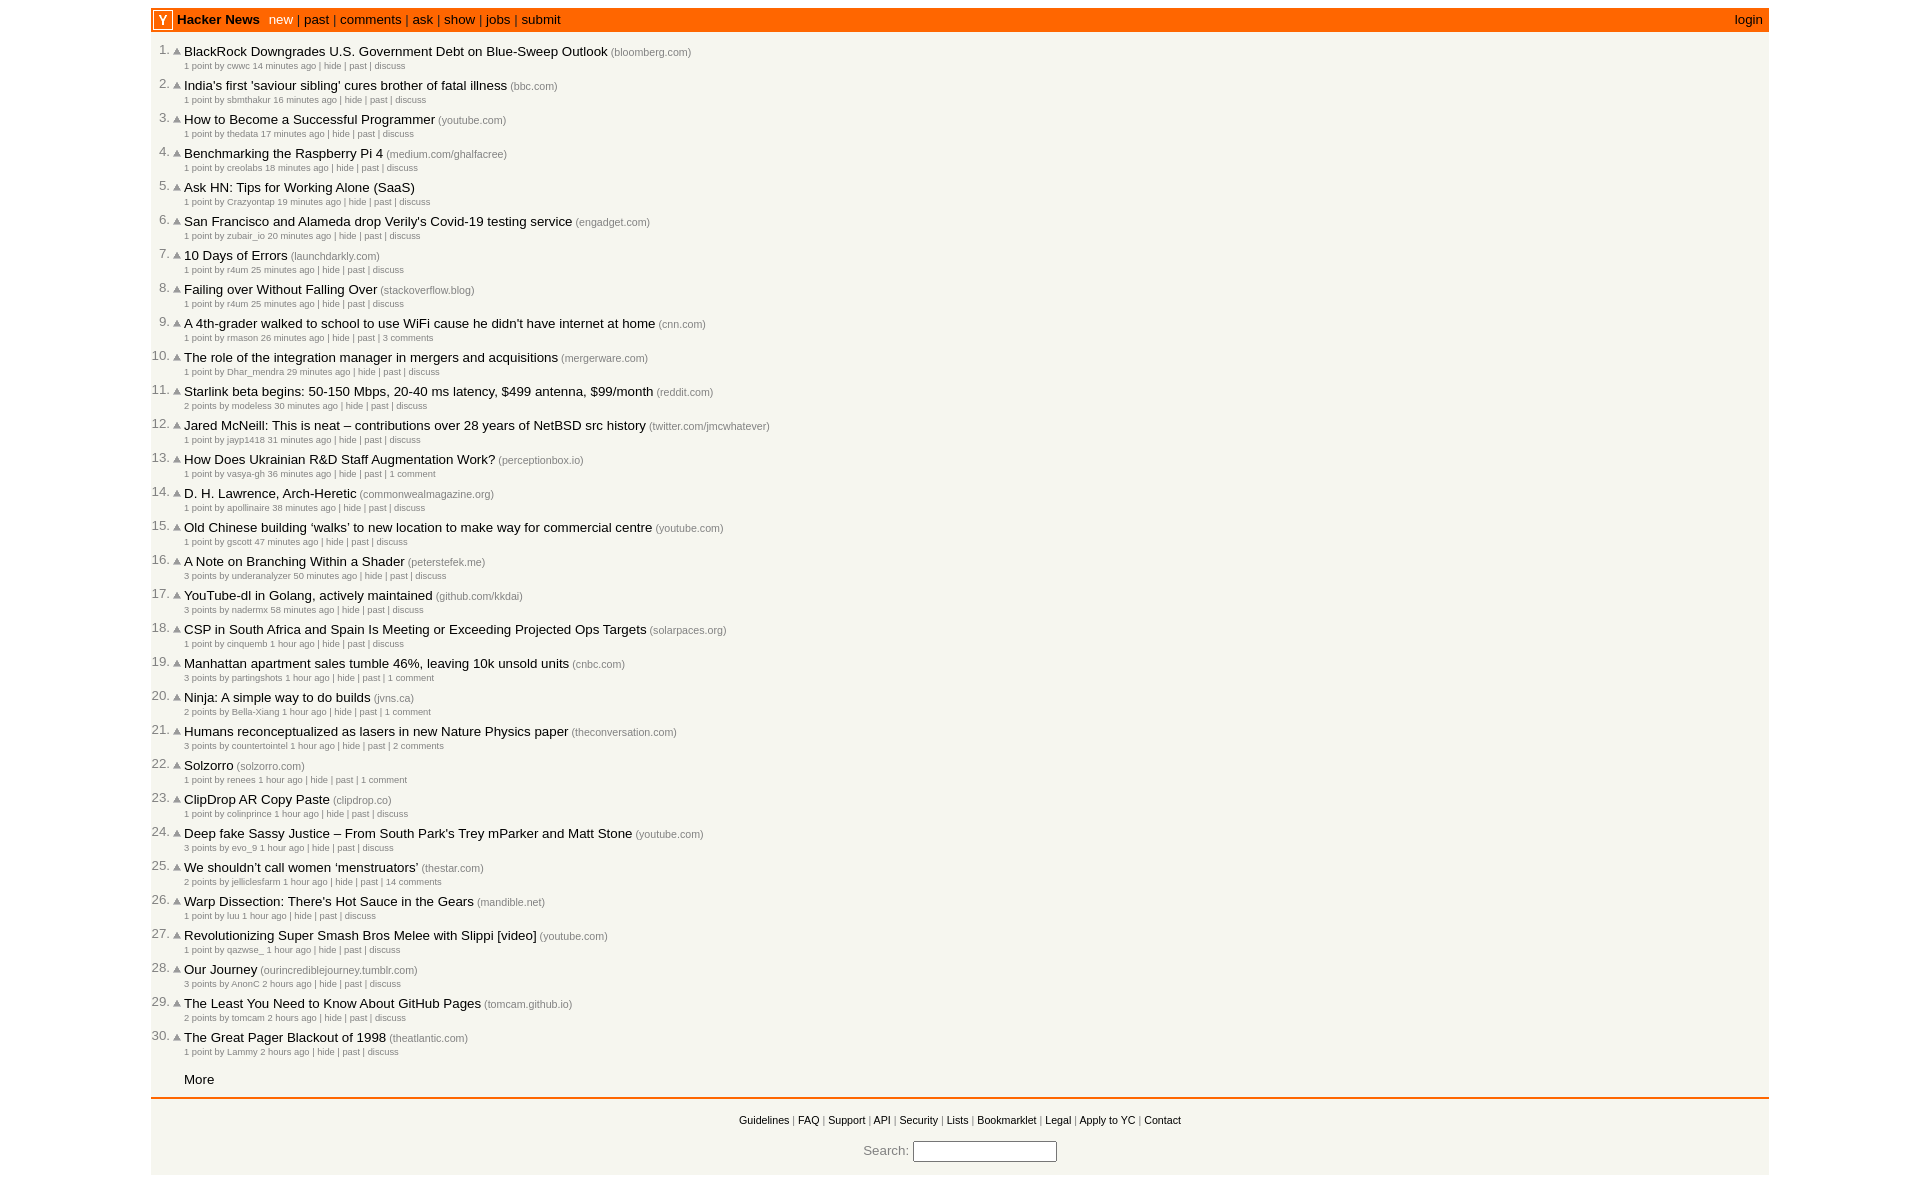 Y Hacker News new | past | comments | ask | show | jobs | submit login
1. BlackRock Downgrades U.S. Government Debt on Blue-Sweep Outlook (bloomberg.com)
1 point by cwwc 14 minutes ago | hide | past | discuss
2. India's first 'saviour sibling' cures brother of fatal illness (bbc.com)
1 point by sbmthakur 16 minutes ago | hide | past | discuss
3. How to Become a Successful Programmer (youtube.com)
1 point by thedata 17 minutes ago | hide | past | discuss
4. Benchmarking the Raspberry Pi 4 (medium.com/ghalfacree)
1 point by creolabs 18 minutes ago | hide | past | discuss
5. Ask HN: Tips for Working Alone (SaaS)
1 point by Crazyontap 19 minutes ago | hide | past | discuss
6. San Francisco and Alameda drop Verily's Covid-19 testing service (engadget.com)
1 point by zubair_io 20 minutes ago | hide | past | discuss
7. 10 Days of Errors (launchdarkly.com)
1 point by r4um 25 minutes ago | hide | past | discuss
8. Failing over Without Falling Over (stackoverflow.blog)
1 point by r4um 25 minutes ago | hide | past | discuss
9. A 4th-grader walked to school to use WiFi cause he didn't have internet at home (cnn.com)
1 point by rmason 26 minutes ago | hide | past | 3 comments
10. The role of the integration manager in mergers and acquisitions (mergerware.com)
1 point by Dhar_mendra 29 minutes ago | hide | past | discuss
11. Starlink beta begins: 50-150 Mbps, 20-40 ms latency, $499 antenna, $99/month (reddit.com)
2 points by modeless 30 minutes ago | hide | past | discuss
12. Jared McNeill: This is neat – contributions over 28 years of NetBSD src history (twitter.com/jmcwhatever)
1 point by jayp1418 31 minutes ago | hide | past | discuss
13. How Does Ukrainian R&D Staff Augmentation Work? (perceptionbox.io)
1 point by vasya-gh 36 minutes ago | hide | past | 1 comment
14. D. H. Lawrence, Arch-Heretic (commonwealmagazine.org)
1 point by apollinaire 38 minutes ago | hide | past | discuss
15. Old Chinese building ‘walks’ to new location to make way for commercial centre (youtube.com)
1 point by gscott 47 minutes ago | hide | past | discuss
16. A Note on Branching Within a Shader (peterstefek.me)
3 points by underanalyzer 50 minutes ago | hide | past | discuss
17. YouTube-dl in Golang, actively maintained (github.com/kkdai)
3 points by nadermx 58 minutes ago | hide | past | discuss
18. CSP in South Africa and Spain Is Meeting or Exceeding Projected Ops Targets (solarpaces.org)
1 point by cinquemb 1 hour ago | hide | past | discuss
19. Manhattan apartment sales tumble 46%, leaving 10k unsold units (cnbc.com)
3 points by partingshots 1 hour ago | hide | past | 1 comment
20. Ninja: A simple way to do builds (jvns.ca)
2 points by Bella-Xiang 1 hour ago | hide | past | 1 comment
21. Humans reconceptualized as lasers in new Nature Physics paper (theconversation.com)
3 points by countertointel 1 hour ago | hide | past | 2 comments
22. Solzorro (solzorro.com)
1 point by renees 1 hour ago | hide | past | 1 comment
23. ClipDrop AR Copy Paste (clipdrop.co)
1 point by colinprince 1 hour ago | hide | past | discuss
24. Deep fake Sassy Justice – From South Park's Trey mParker and Matt Stone (youtube.com)
3 points by evo_9 1 hour ago | hide | past | discuss
25. We shouldn’t call women ‘menstruators’ (thestar.com)
2 points by jelliclesfarm 1 hour ago | hide | past | 14 comments
26. Warp Dissection: There's Hot Sauce in the Gears (mandible.net)
1 point by luu 1 hour ago | hide | past | discuss
27. Revolutionizing Super Smash Bros Melee with Slippi [video] (youtube.com)
1 point by qazwse_ 1 hour ago | hide | past | discuss
28. Our Journey (ourincrediblejourney.tumblr.com)
3 points by AnonC 2 hours ago | hide | past | discuss
29. The Least You Need to Know About GitHub Pages (tomcam.github.io)
2 points by tomcam 2 hours ago | hide | past | discuss
30. The Great Pager Blackout of 1998 (theatlantic.com)
1 point by Lammy 2 hours ago | hide | past | discuss
More
Guidelines | FAQ | Support | API | Security | Lists | Bookmarklet | Legal | Apply to YC | Contact
Search: